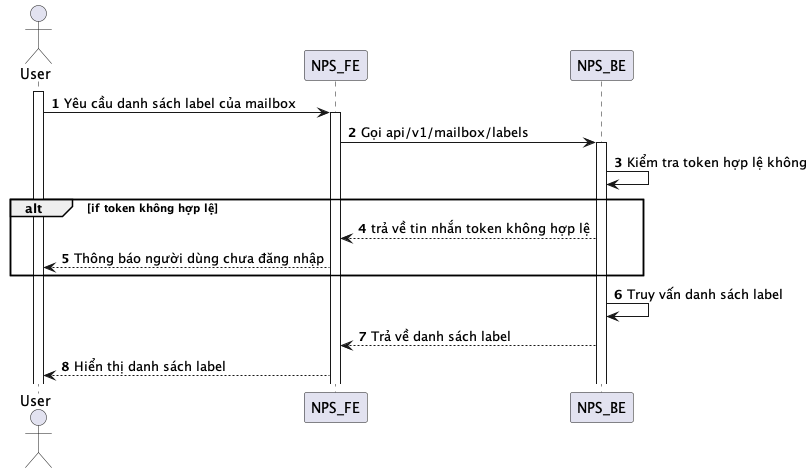 User
NPS_FE
NPS_BE
1 Yêu cầu danh sách label của mailbox
2 Gọi api/v1/mailbox/labels
3 Kiểm tra token hợp lệ không
alt [if token không hợp lệ]
4 trả về tin nhắn token không hợp lệ
5 Thông báo người dùng chưa đăng nhập
6 Truy vấn danh sách label
7 Trả về danh sách label
8 Hiển thị danh sách label
User
NPS_FE
NPS_BE